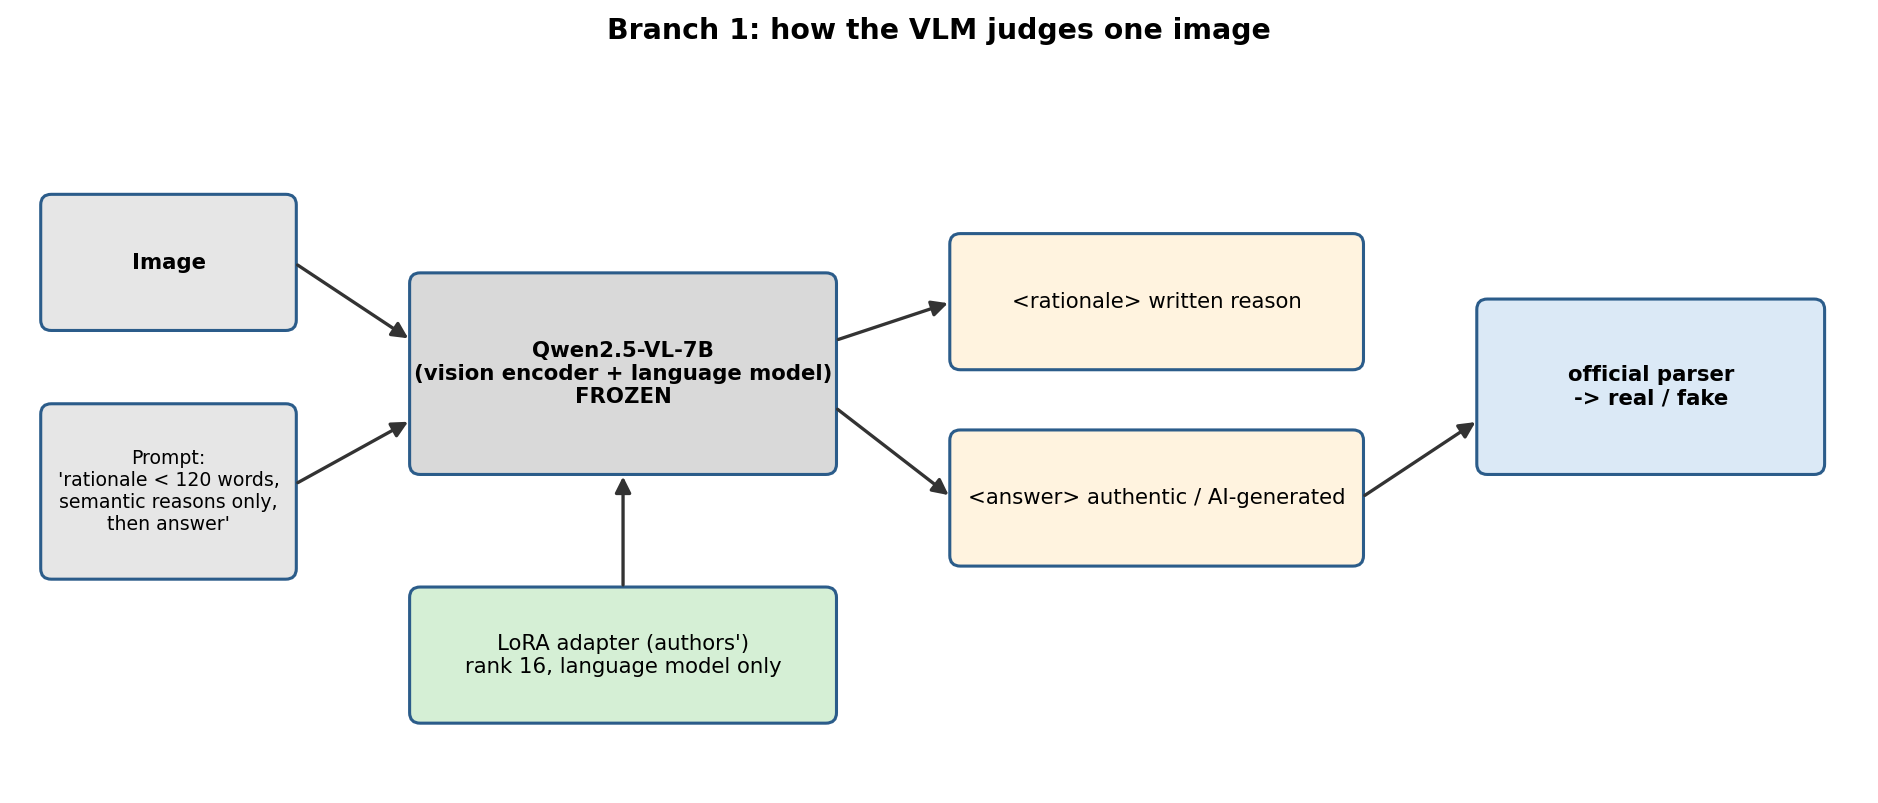 Branch 1: how the VLM judges one image
Image
Prompt:
'rationale < 120 words,
semantic reasons only,
then answer'
Qwen2.5-VL-7B
(vision encoder + language model)
FROZEN
LoRA adapter (authors')
rank 16, language model only
<rationale> written reason
<answer> authentic / AI-generated
official parser
-> real / fake